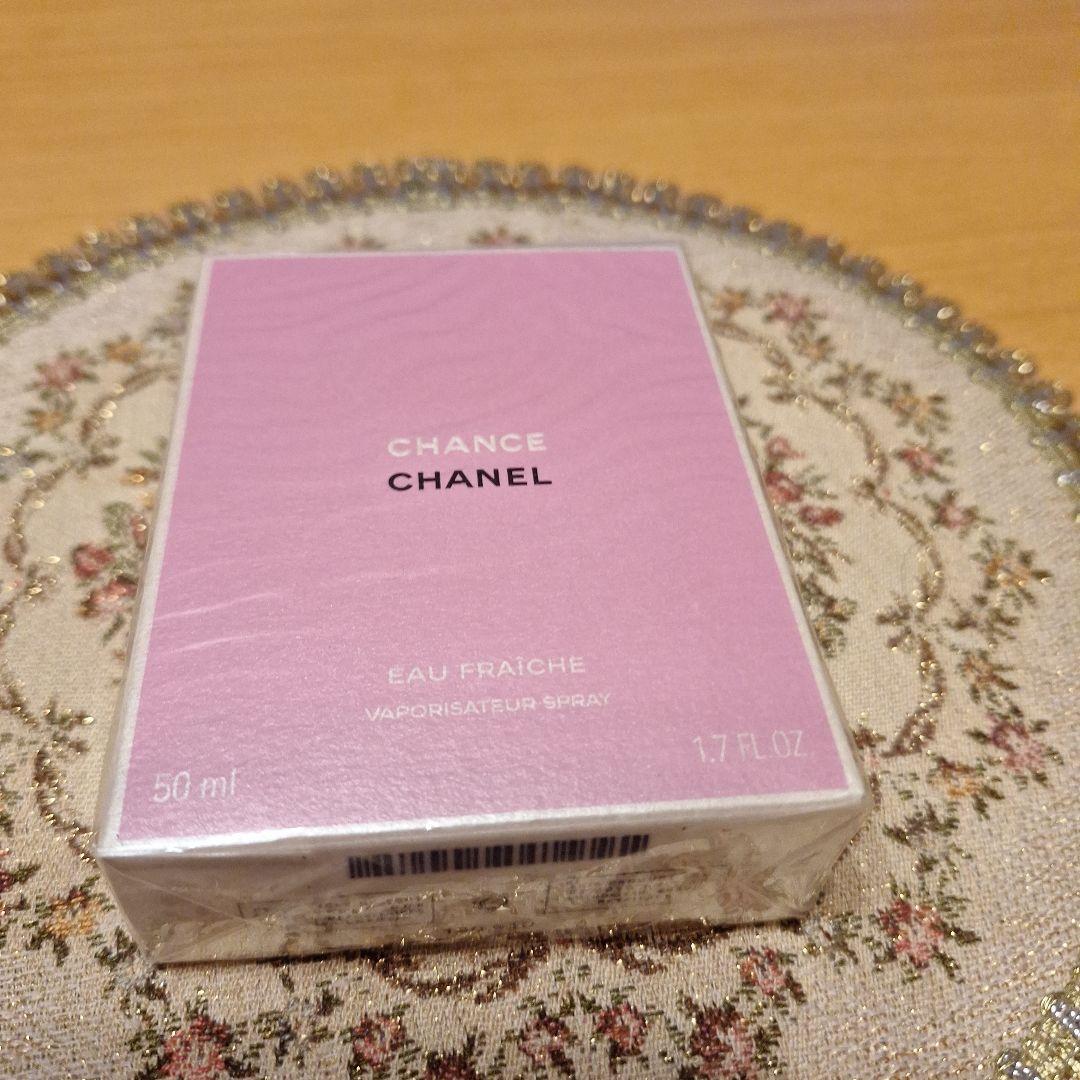 CHANCE
CHANEL
EAU FRAÎCHE
VAPORISATEUR SPRAY
50 ml
1.7 FL.OZ